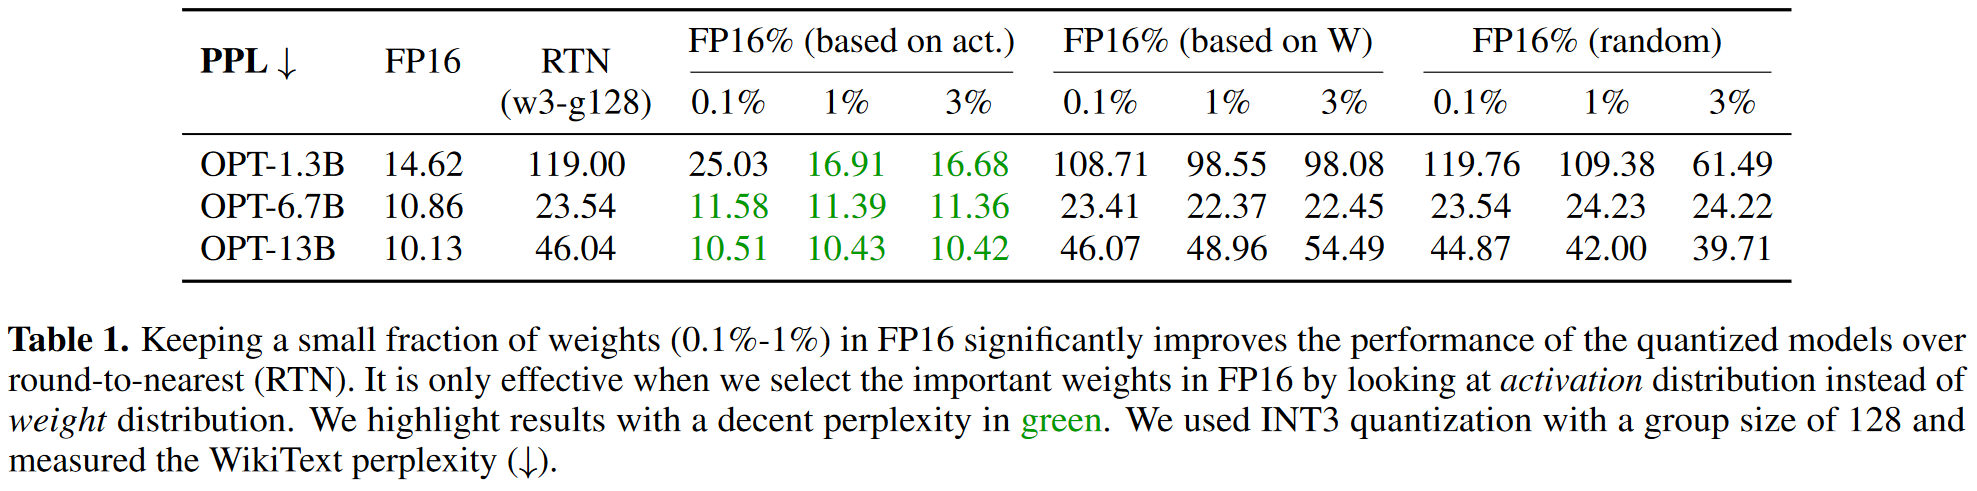 PPL ↓ FP16 RTN (w3-g128) FP16% (based on act.) FP16% (based on W) FP16% (random)
0.1% 1% 3% 0.1% 1% 3% 0.1% 1% 3%
OPT-1.3B 14.62 119.00 25.03 16.91 16.68 108.71 98.55 98.08 119.76 109.38 61.49
OPT-6.7B 10.86 23.54 11.58 11.39 11.36 23.41 22.37 22.45 23.54 24.23 24.22
OPT-13B 10.13 46.04 10.51 10.43 10.42 46.07 48.96 54.49 44.87 42.00 39.71
Table 1. Keeping a small fraction of weights (0.1%-1%) in FP16 significantly improves the performance of the quantized models over
round-to-nearest (RTN). It is only effective when we select the important weights in FP16 by looking at activation distribution instead of
weight distribution. We highlight results with a decent perplexity in green. We used INT3 quantization with a group size of 128 and
measured the WikiText perplexity (↓).